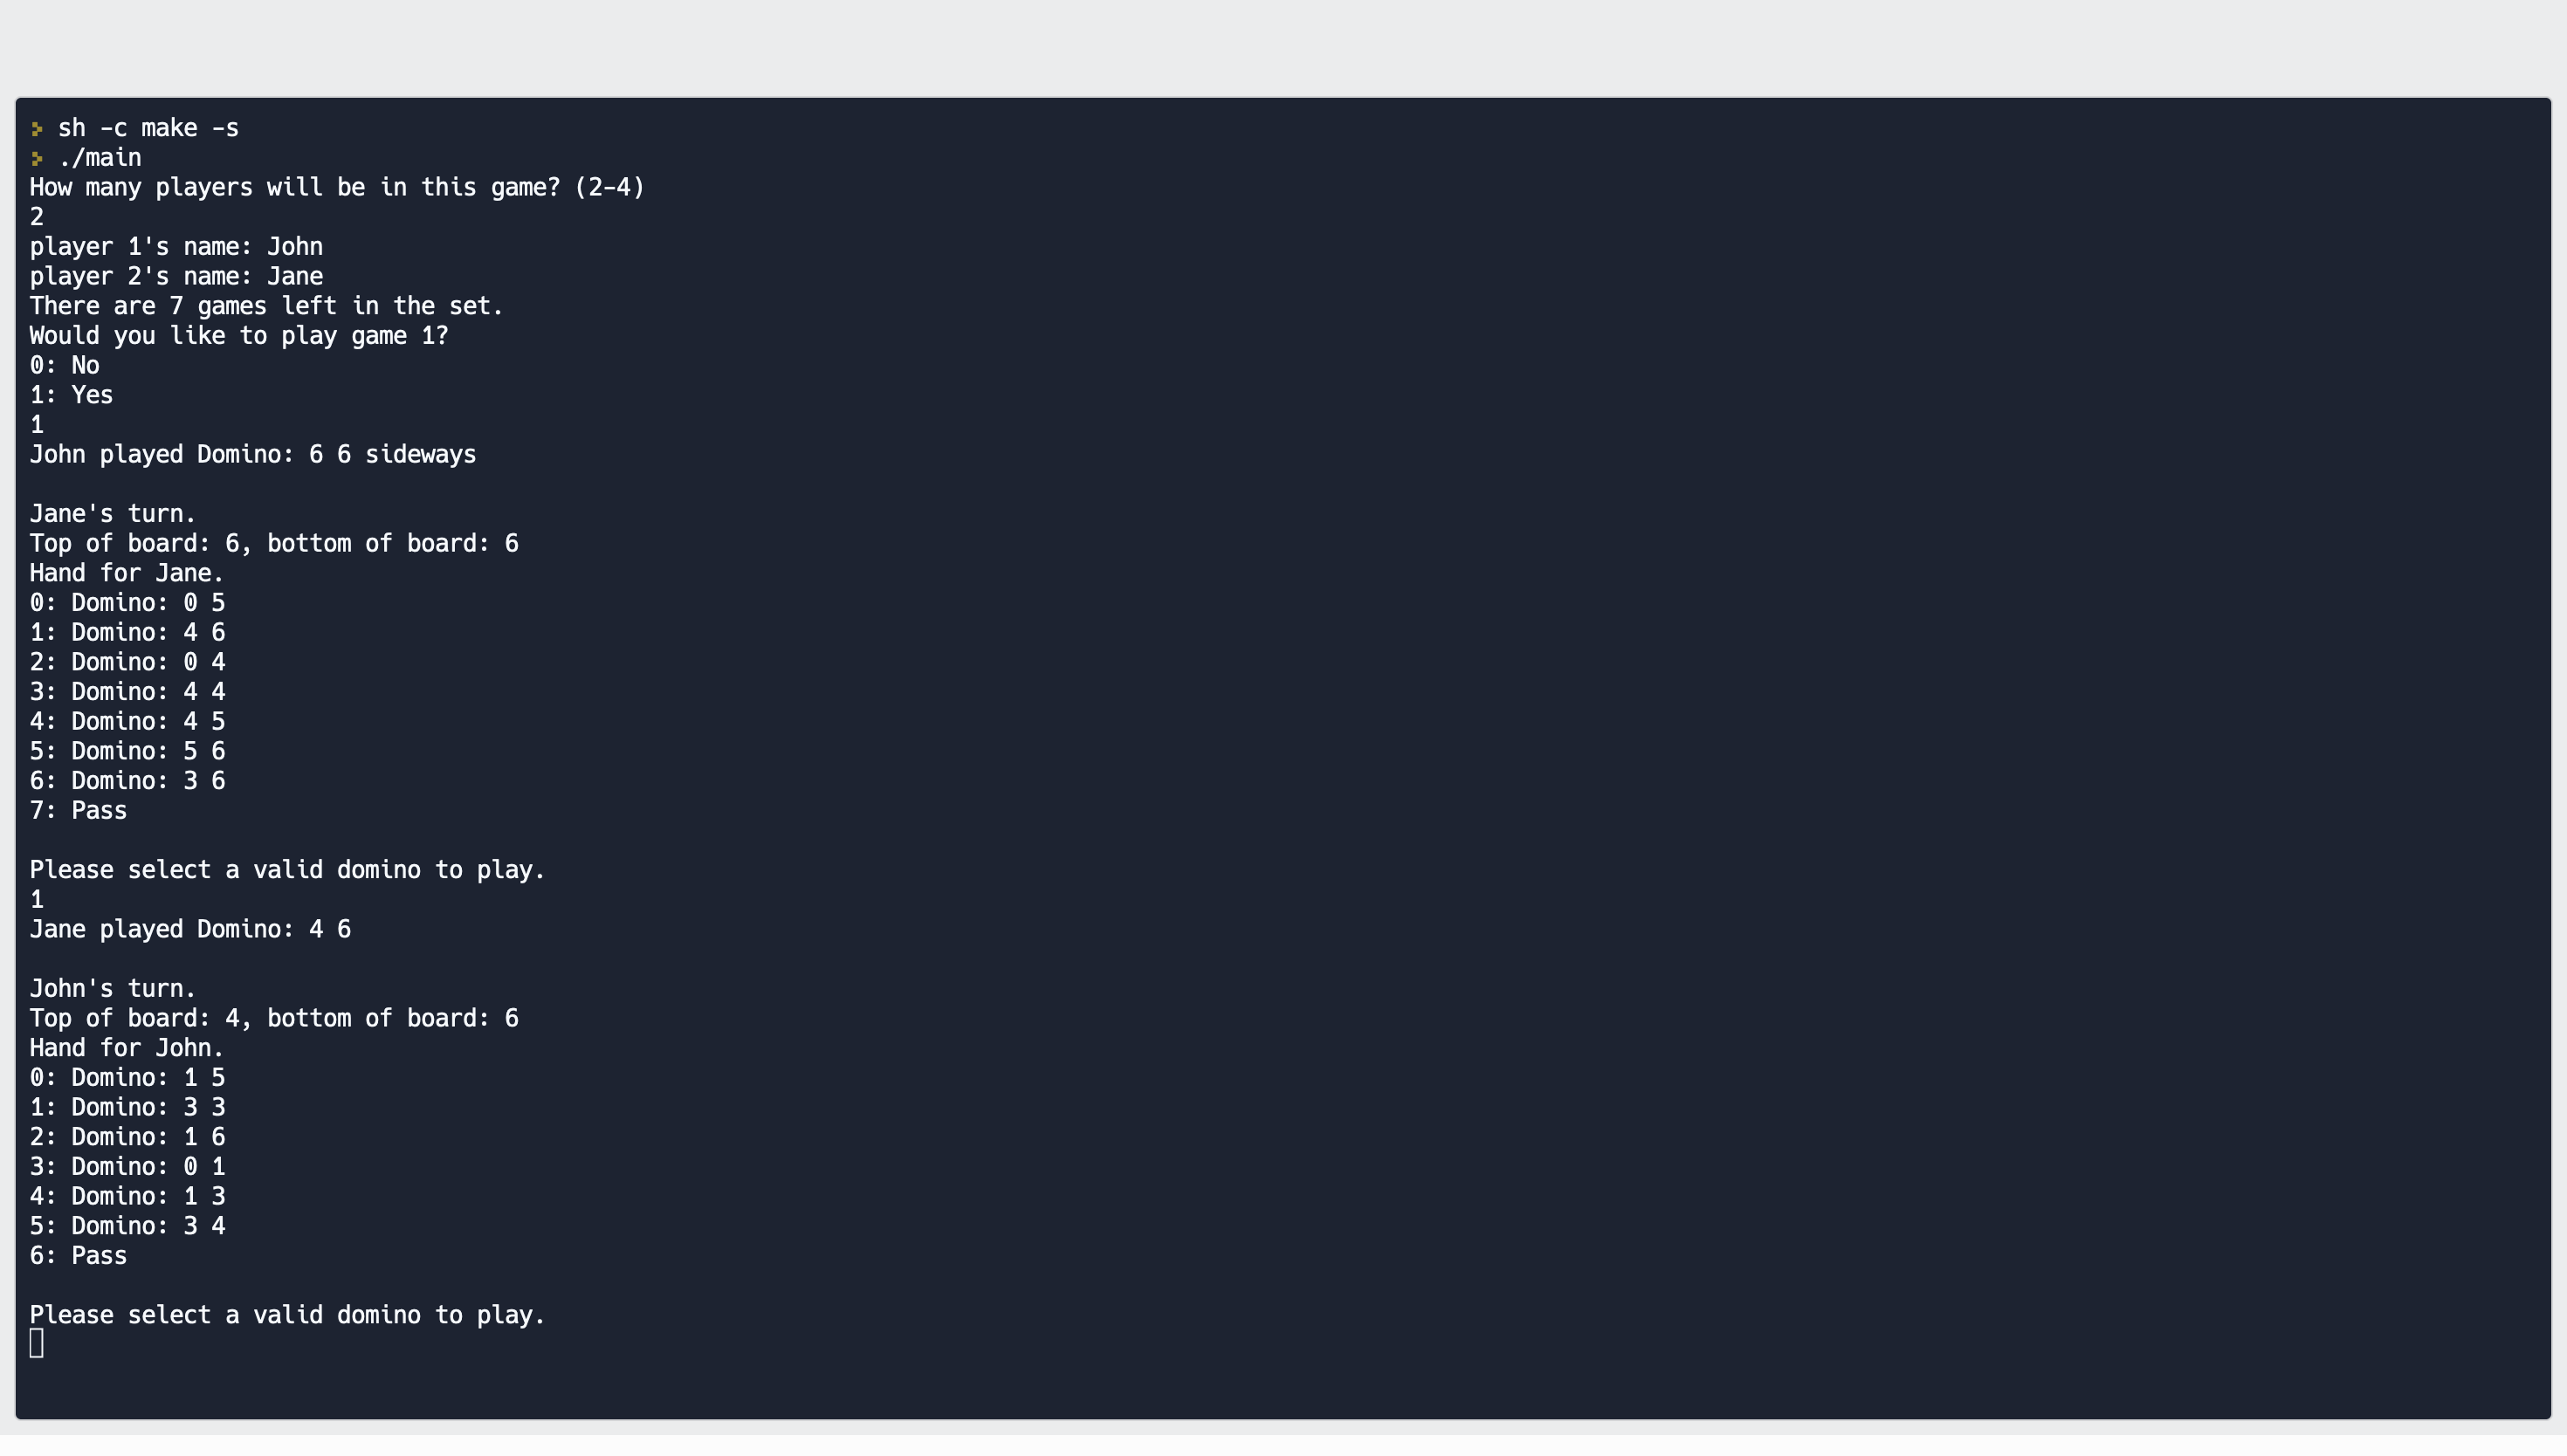 sh -c make -s
./main
How many players will be in this game? (2-4)
2
player 1's name: John
player 2's name: Jane
There are 7 games left in the set.
Would you like to play game 1?
0: No
1: Yes
1
John played Domino: 6 6 sideways
Jane's turn.
Top of board: 6, bottom of board: 6
Hand for Jane.
0: Domino: 0 5
1: Domino: 4 6
2: Domino: 0 4
3: Domino: 4 4
4: Domino: 4 5
5: Domino: 5 6
6: Domino: 3 6
7: Pass
Please select a valid domino to play.
1
Jane played Domino: 4 6
John's turn.
Top of board: 4, bottom of board: 6
Hand for John.
0: Domino: 1 5
1: Domino: 3 3
2: Domino: 1 6
3: Domino: 0 1
4: Domino: 1 3
5: Domino: 3 4
6: Pass
Please select a valid domino to play.